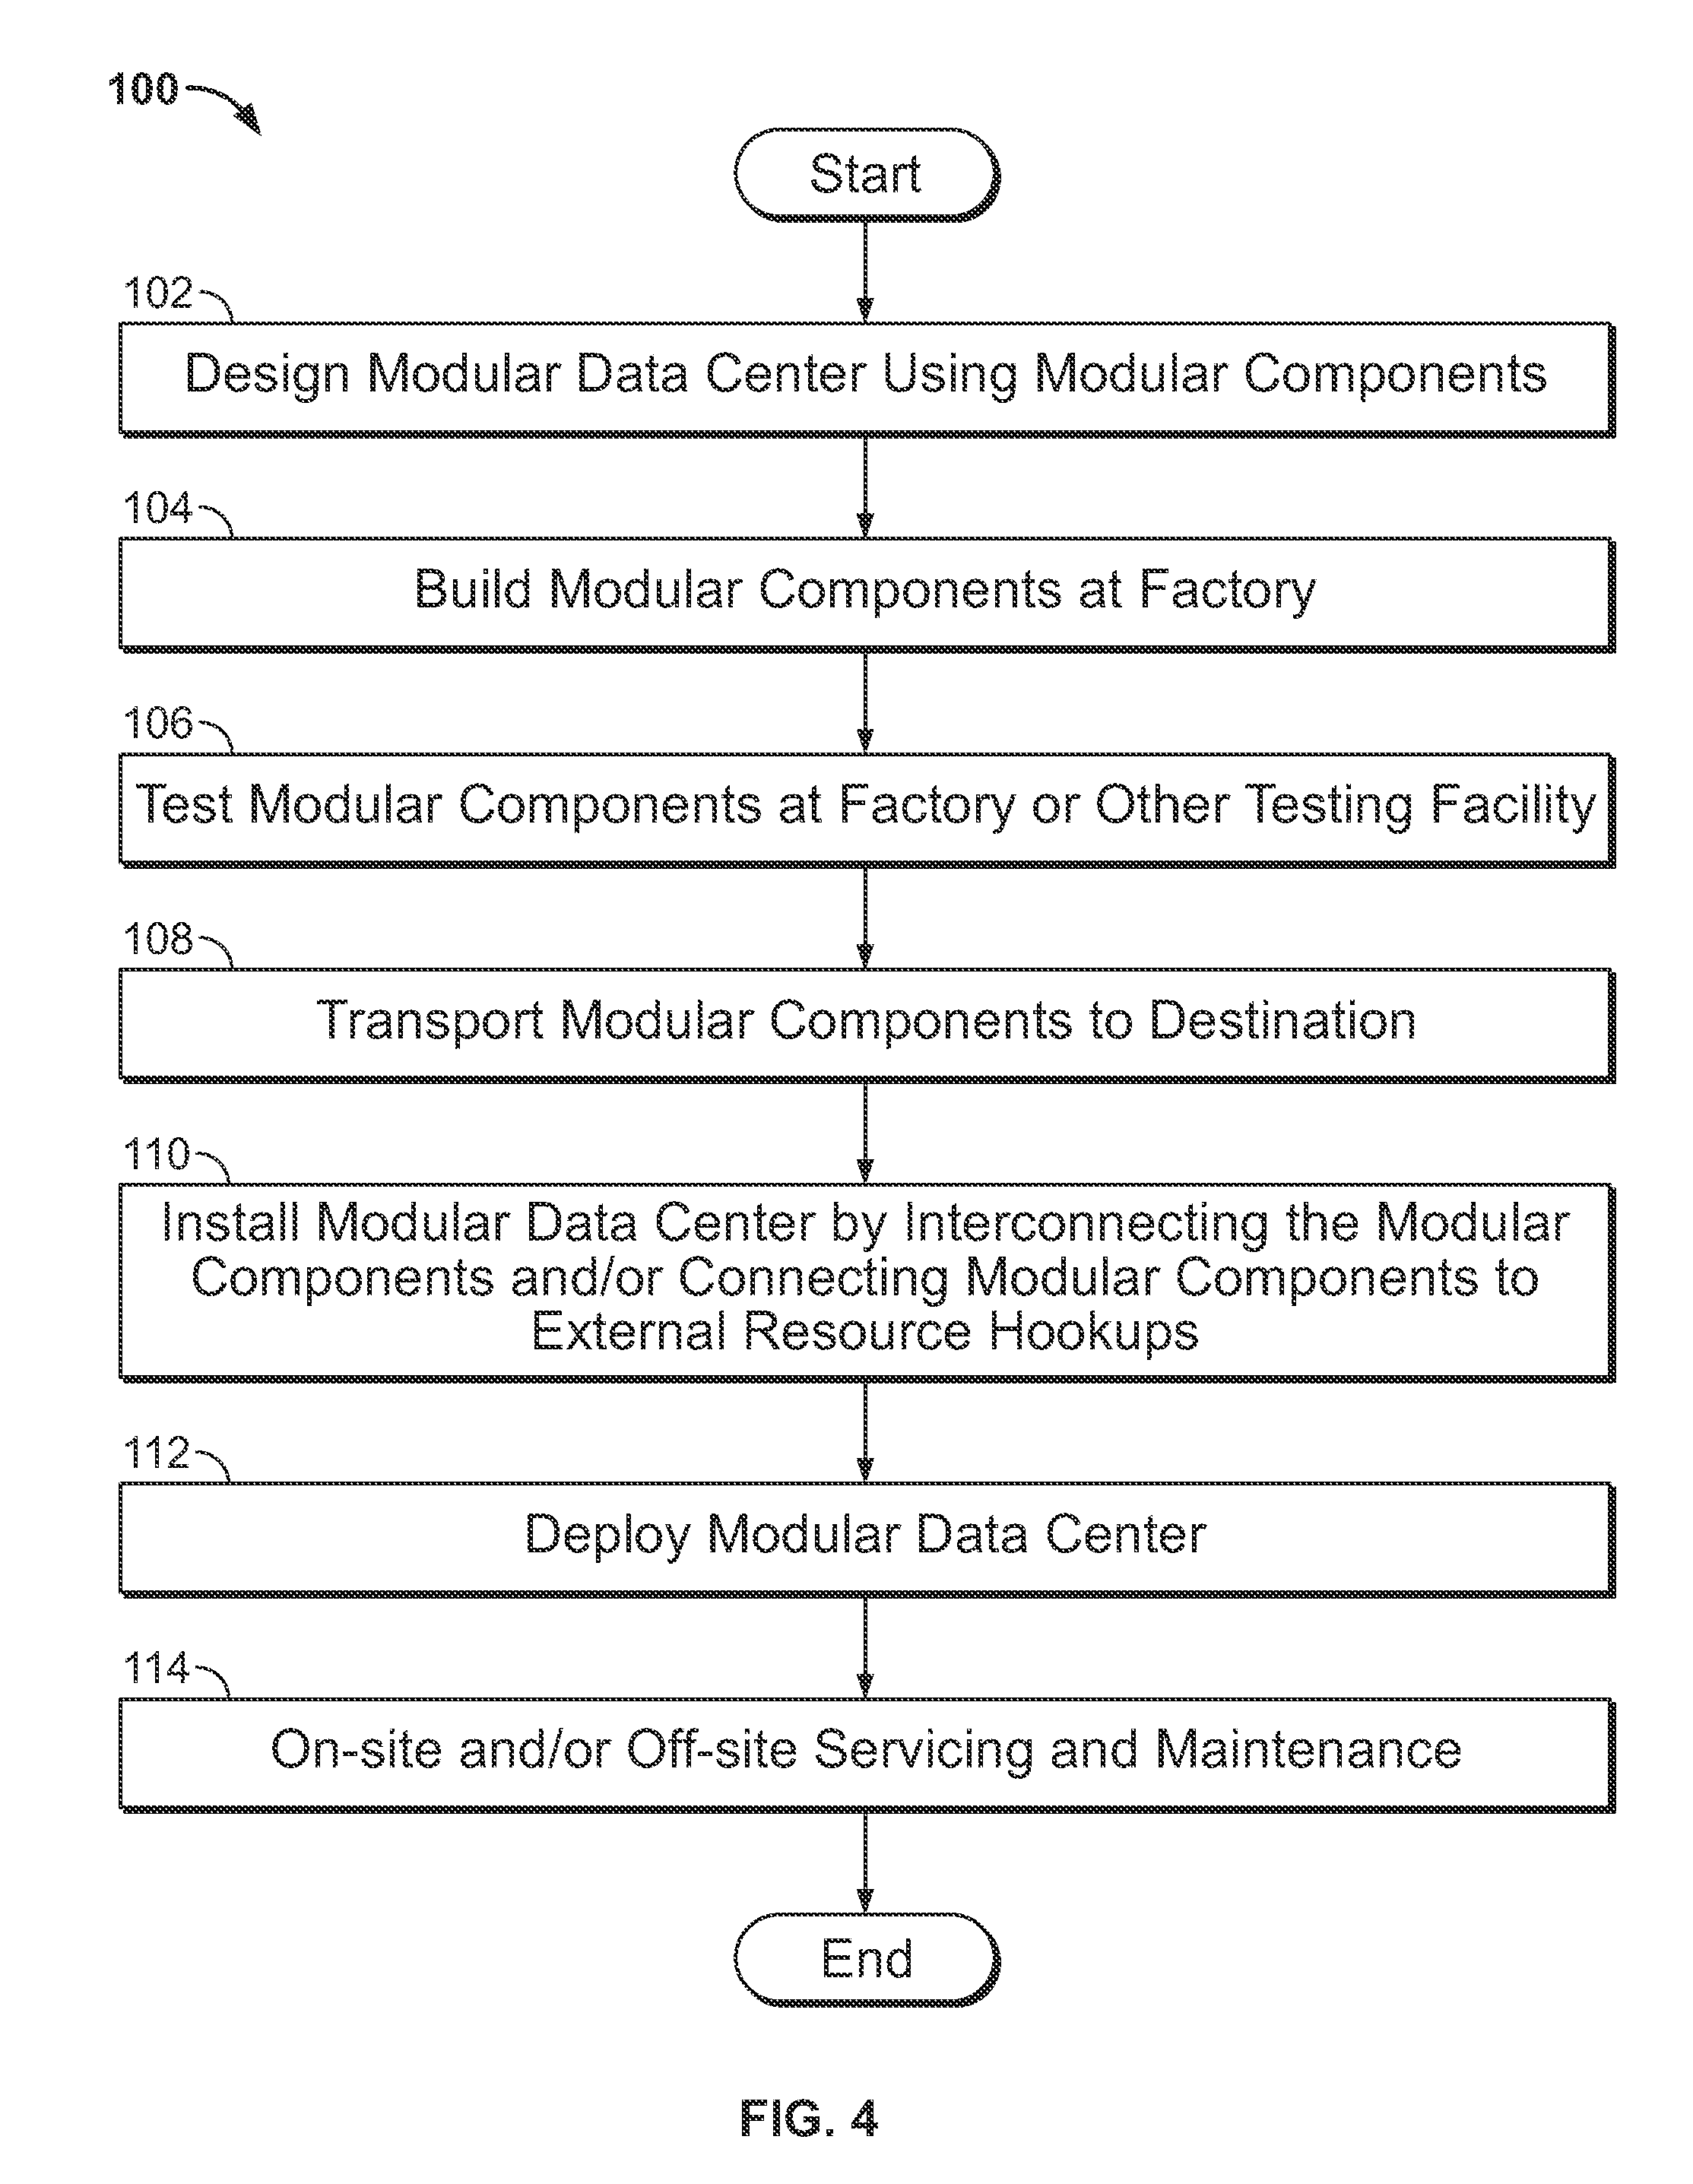 100
Start
102
Design Modular Data Center Using Modular Components
104
Build Modular Components at Factory
106
Test Modular Components at Factory or Other Testing Facility
108
Transport Modular Components to Destination
110
Install Modular Data Center by Interconnecting the Modular
Components and/or Connecting Modular Components to
External Resource Hookups
112
Deploy Modular Data Center
114
On-site and/or Off-site Servicing and Maintenance
End
FIG. 4